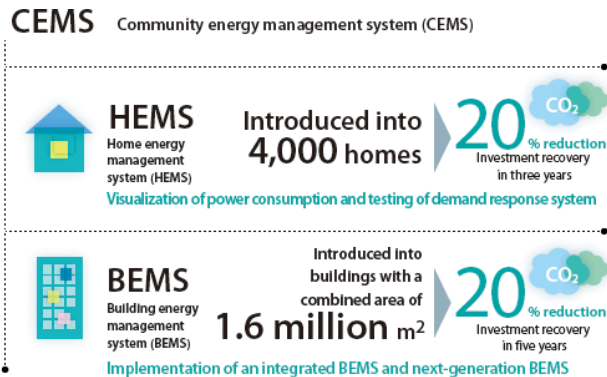 CEMS Community energy management system (CEMS)
HEMS
Home energy
management
system (HEMS)
Introduced into
4,000 homes
CO2
20 % reduction
Investment recovery
in three years
Visualization of power consumption and testing of demand response system
BEMS
Building energy
management
system (BEMS)
Introduced into
buildings with a
combined area of
1.6 million m²
CO2
20 % reduction
Investment recovery
in five years
Implementation of an integrated BEMS and next-generation BEMS